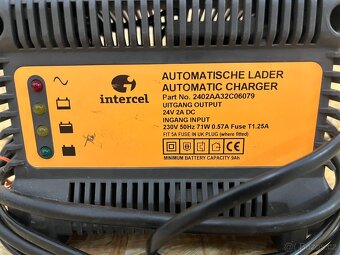 intercel
AUTOMATISCHE LADER
AUTOMATIC CHARGER
Part No. 2402AA32C06079
UITGANG OUTPUT
24V 2A DC
INGANG INPUT
230V 50Hz 71W 0.57A Fuse T1.25A
FIT 5A FUSE IN UK PLUG (where fitted)
MINIMUM BATTERY CAPACITY 9Ah